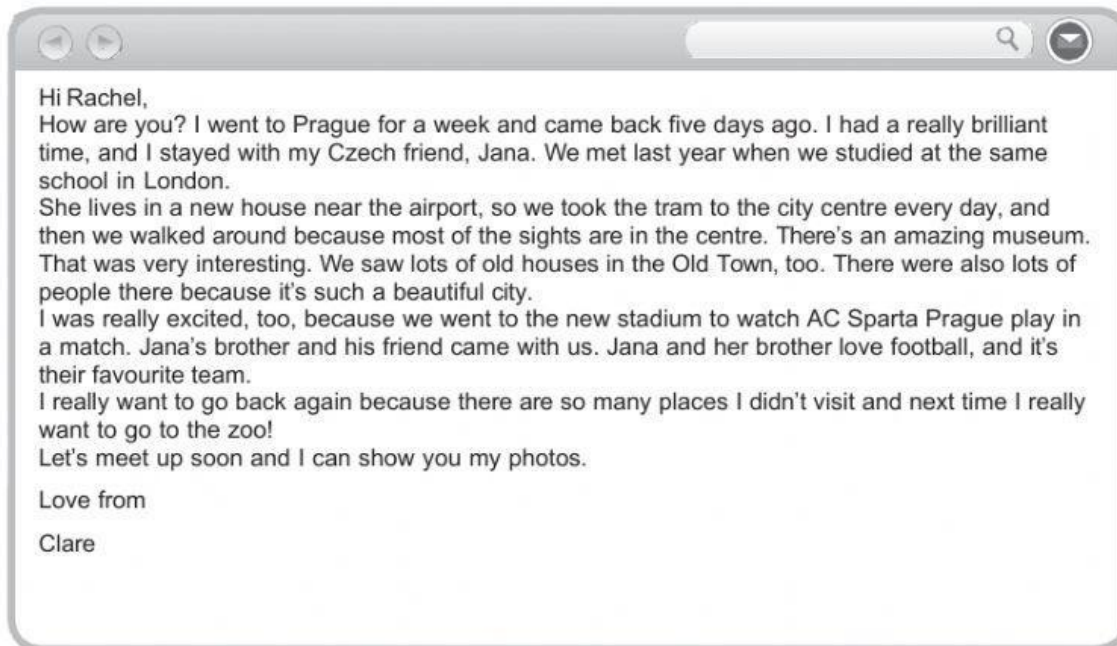 Hi Rachel,
How are you? I went to Prague for a week and came back five days ago. I had a really brilliant
time, and I stayed with my Czech friend, Jana. We met last year when we studied at the same
school in London.
She lives in a new house near the airport, so we took the tram to the city centre every day, and
then we walked around because most of the sights are in the centre. There's an amazing museum.
That was very interesting. We saw lots of old houses in the Old Town, too. There were also lots of
people there because it's such a beautiful city.
I was really excited, too, because we went to the new stadium to watch AC Sparta Prague play in
a match. Jana's brother and his friend came with us. Jana and her brother love football, and it's
their favourite team.
I really want to go back again because there are so many places I didn't visit and next time I really
want to go to the zoo!
Let's meet up soon and I can show you my photos.
Love from
Clare